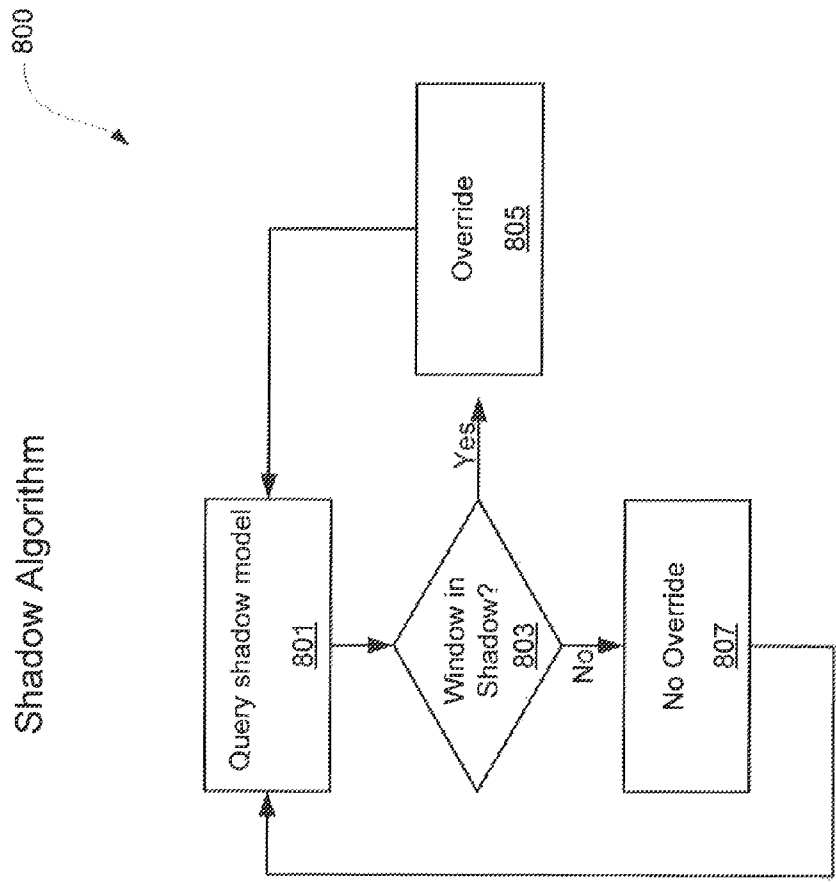 Shadow Algorithm
800
Query shadow model
801
Window in
Shadow?
803
Yes
Override
805
No
No Override
807